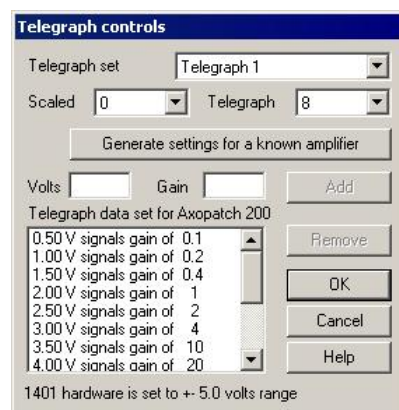 Telegraph controls
Telegraph set Telegraph 1
Scaled 0 Telegraph 8
Generate settings for a known amplifier
Volts Gain Add
Telegraph data set for Axopatch 200
0.50 V signals gain of 0.1
1.00 V signals gain of 0.2
1.50 V signals gain of 0.4
2.00 V signals gain of 1
2.50 V signals gain of 2
3.00 V signals gain of 4
3.50 V signals gain of 10
4.00 V signals gain of 20
Remove
OK
Cancel
Help
1401 hardware is set to +- 5.0 volts range